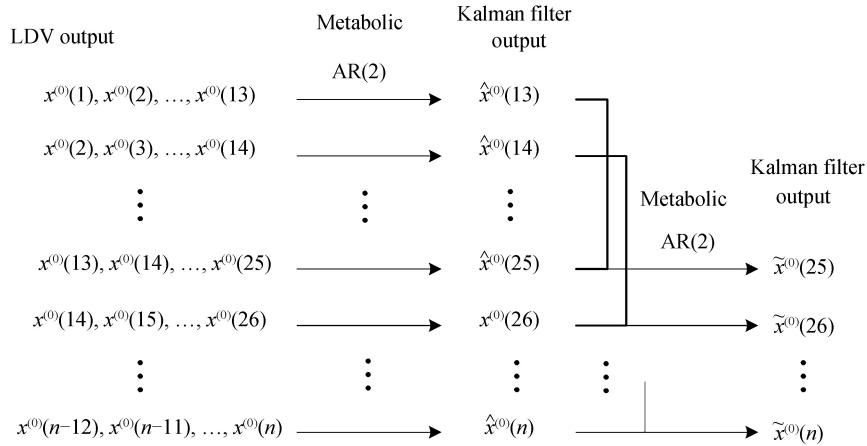 LDV output
Metabolic
AR(2)
Kalman filter
output
x⁽⁰⁾(1), x⁽⁰⁾(2), …, x⁽⁰⁾(13)
x̂⁽⁰⁾(13)
x⁽⁰⁾(2), x⁽⁰⁾(3), …, x⁽⁰⁾(14)
x̂⁽⁰⁾(14)
Metabolic
AR(2)
Kalman filter
output
x⁽⁰⁾(13), x⁽⁰⁾(14), …, x⁽⁰⁾(25)
x̂⁽⁰⁾(25)
x̃⁽⁰⁾(25)
x⁽⁰⁾(14), x⁽⁰⁾(15), …, x⁽⁰⁾(26)
x⁽⁰⁾(26)
x̃⁽⁰⁾(26)
x⁽⁰⁾(n−12), x⁽⁰⁾(n−11), …, x⁽⁰⁾(n)
x̂⁽⁰⁾(n)
x̃⁽⁰⁾(n)